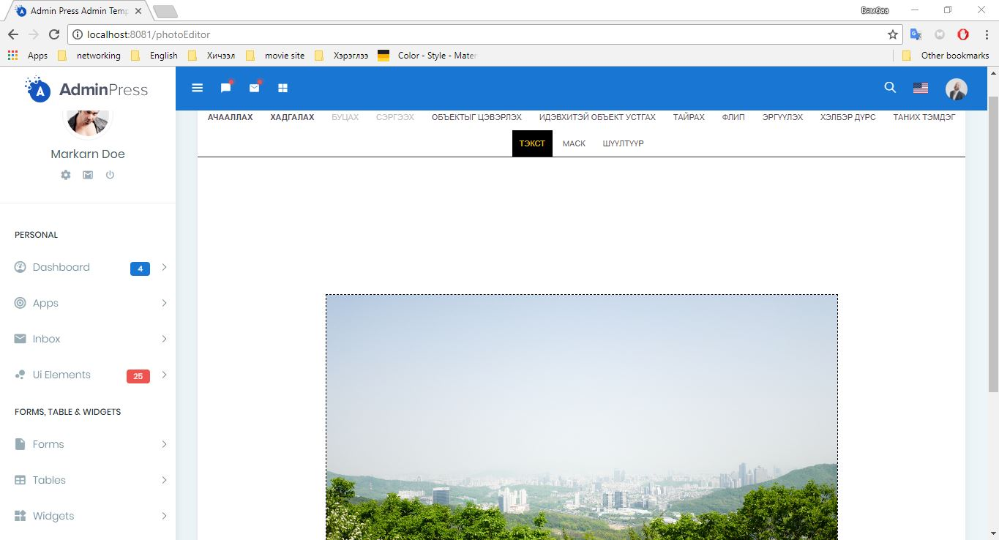 Admin Press Admin Temp
Бямбаа
localhost:8081/photoEditor
Apps networking English Хичээл movie site Хэрэглээ Color - Style - Mater Other bookmarks
AdminPress
АЧААЛЛАХ ХАДГАЛАХ БУЦАХ СЭРГЭЭХ ОБЪЕКТЫГ ЦЭВЭРЛЭХ ИДЭВХИТЭЙ ОБЪЕКТ УСТГАХ ТАЙРАХ ФЛИП ЭРГҮҮЛЭХ ХЭЛБЭР ДҮРС ТАНИХ ТЭМДЭГ
ТЭКСТ МАСК ШҮҮЛТҮҮР
Markarn Doe
PERSONAL
Dashboard 4
Apps
Inbox
Ui Elements 25
FORMS, TABLE & WIDGETS
Forms
Tables
Widgets